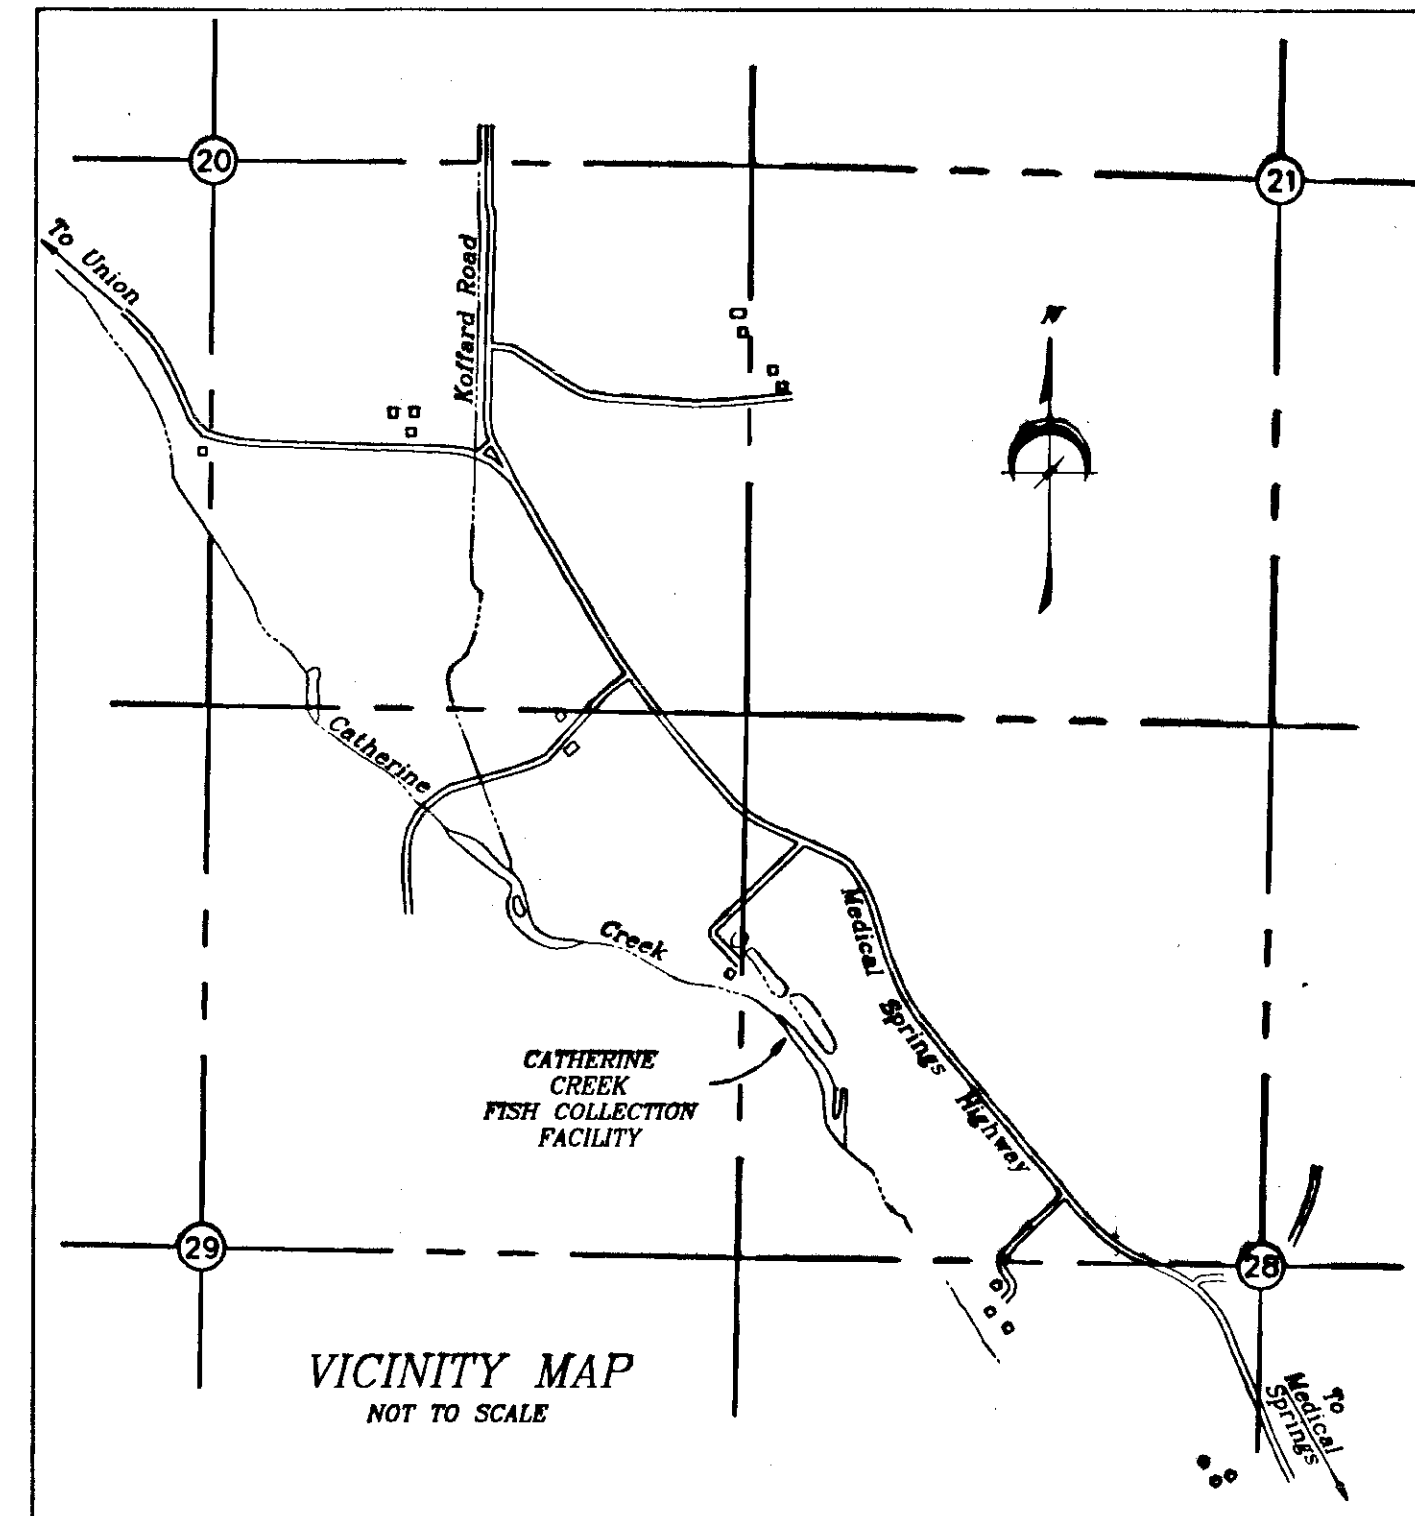 20
21
To Union
Koffard Road
N
Catherine
Creek
Medical
Springs
Highway
CATHERINE
CREEK
FISH COLLECTION
FACILITY
29
28
VICINITY MAP
NOT TO SCALE
To
Medical
Springs